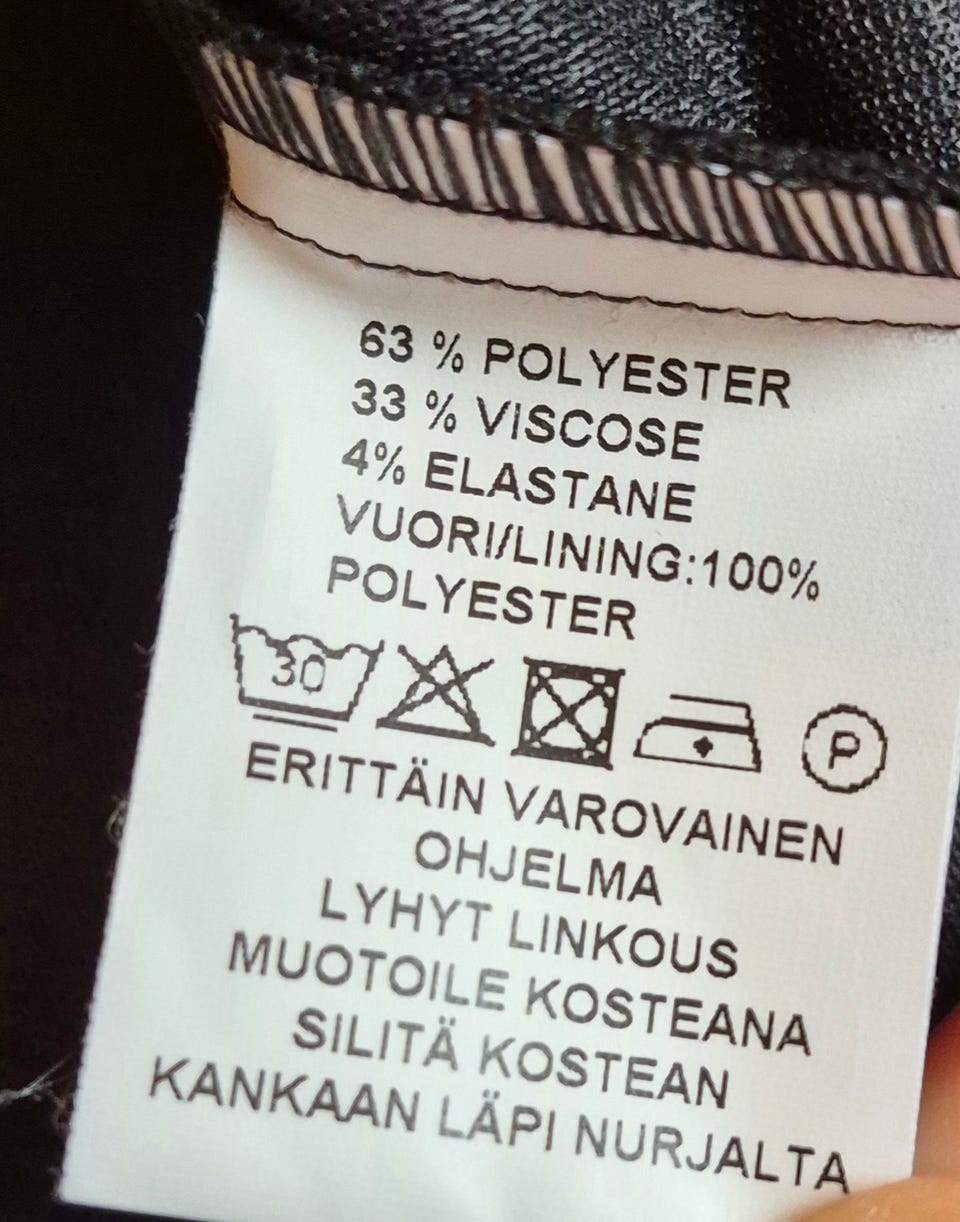 63 % POLYESTER
33 % VISCOSE
4% ELASTANE
VUORI/LINING:100%
POLYESTER
30 P
ERITTÄIN VAROVAINEN
OHJELMA
LYHYT LINKOUS
MUOTOILE KOSTEANA
SILITÄ KOSTEAN
KANKAAN LÄPI NURJALTA